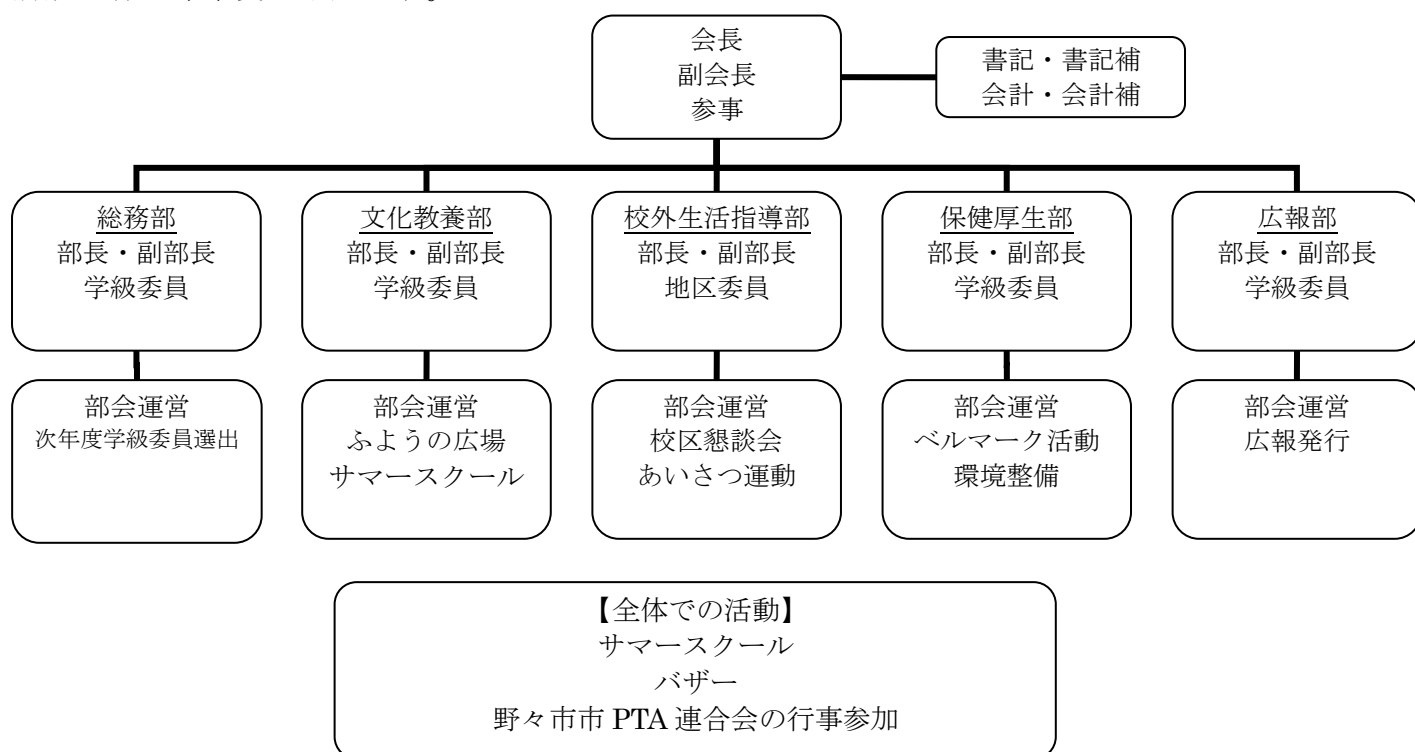 会長
副会長
参事
書記・書記補
会計・会計補
総務部
部長・副部長
学級委員
文化教養部
部長・副部長
学級委員
校外生活指導部
部長・副部長
地区委員
保健厚生部
部長・副部長
学級委員
広報部
部長・副部長
学級委員
部会運営
次年度学級委員選出
部会運営
ふようの広場
サマースクール
部会運営
校区懇談会
あいさつ運動
部会運営
ベルマーク活動
環境整備
部会運営
広報発行
【全体での活動】
サマースクール
バザー
野々市市 PTA 連合会の行事参加